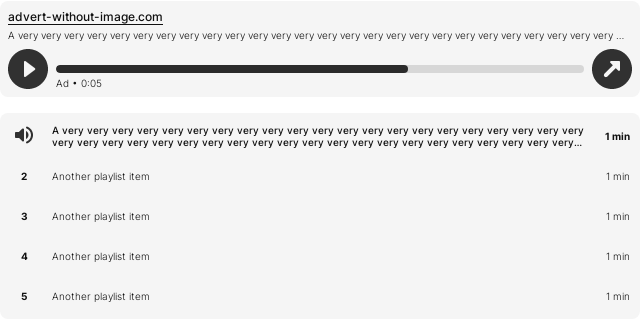 advert-without-image.com
A very very very very very very very very very very very very very very very very very very very very very very very very very very ...
Ad • 0:05
A very very very very very very very very very very very very very very very very very very very very very
very very very very very very very very very very very very very very very very very very very very very...
1 min
2 Another playlist item 1 min
3 Another playlist item 1 min
4 Another playlist item 1 min
5 Another playlist item 1 min